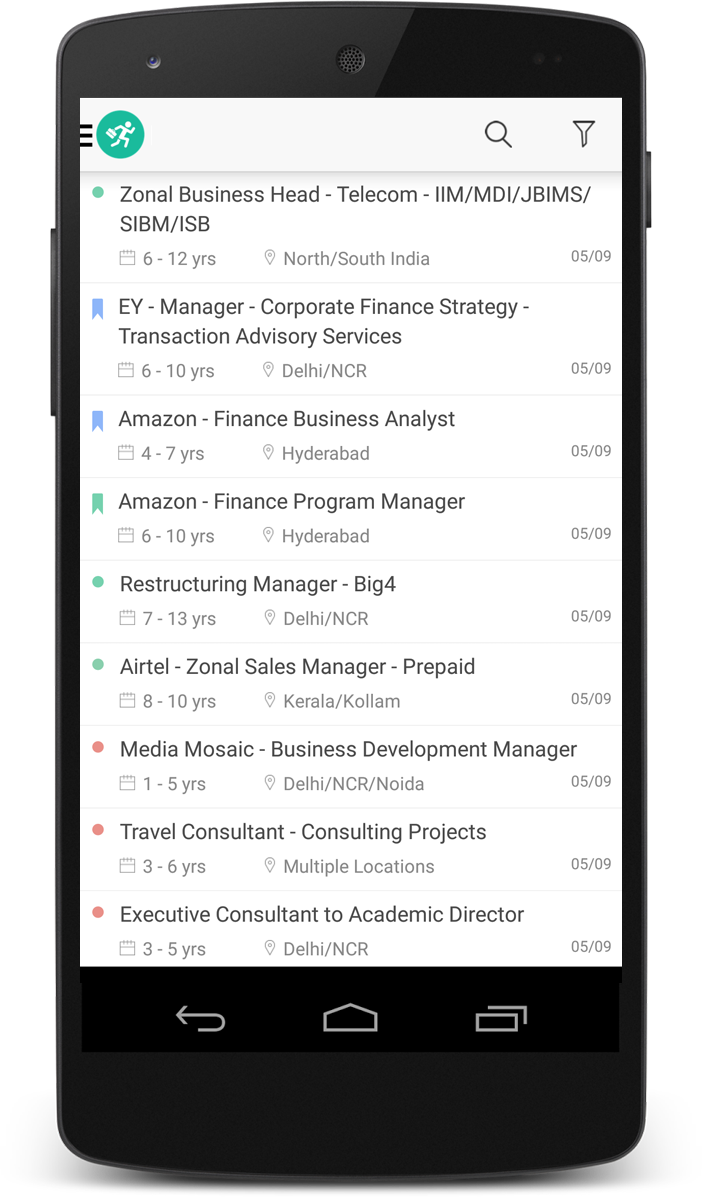 Zonal Business Head - Telecom - IIM/MDI/JBIMS/
SIBM/ISB
6 - 12 yrs North/South India 05/09
EY - Manager - Corporate Finance Strategy -
Transaction Advisory Services
6 - 10 yrs Delhi/NCR 05/09
Amazon - Finance Business Analyst
4 - 7 yrs Hyderabad 05/09
Amazon - Finance Program Manager
6 - 10 yrs Hyderabad 05/09
Restructuring Manager - Big4
7 - 13 yrs Delhi/NCR 05/09
Airtel - Zonal Sales Manager - Prepaid
8 - 10 yrs Kerala/Kollam 05/09
Media Mosaic - Business Development Manager
1 - 5 yrs Delhi/NCR/Noida 05/09
Travel Consultant - Consulting Projects
3 - 6 yrs Multiple Locations 05/09
Executive Consultant to Academic Director
3 - 5 yrs Delhi/NCR 05/09